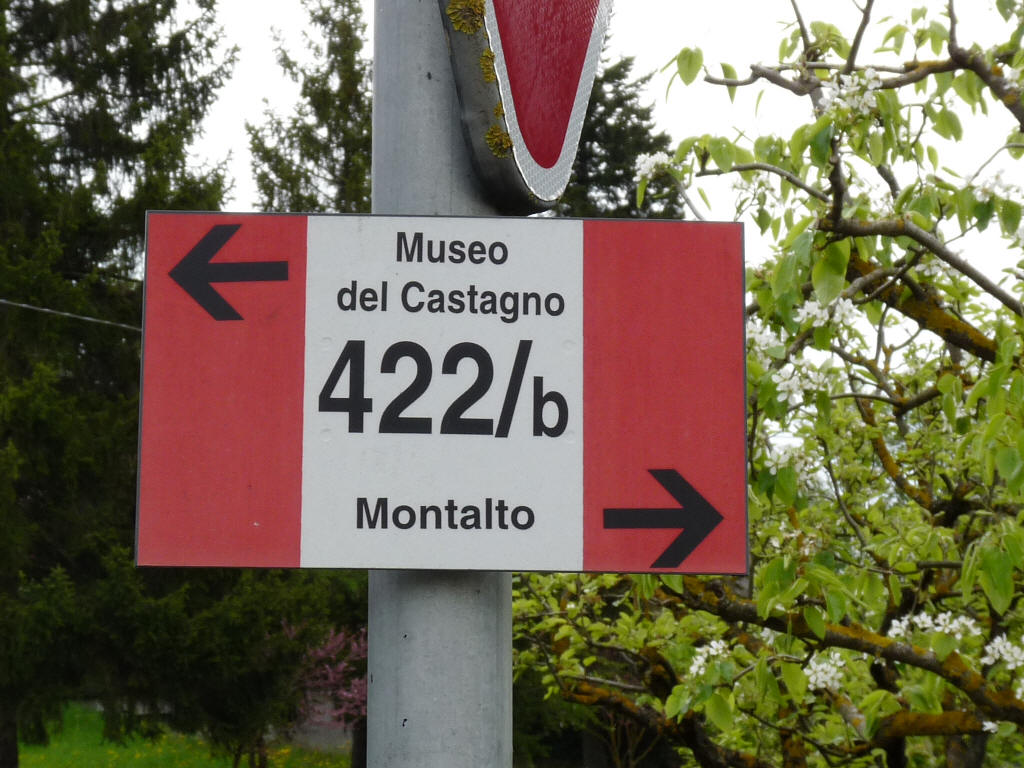 Museo
del Castagno
422/b
Montalto